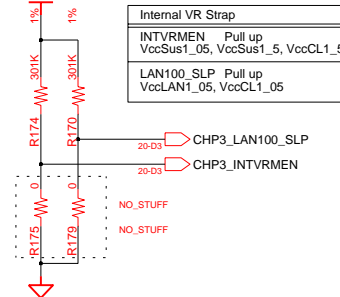 Internal VR Strap
INTVRMEN Pull up
VccSus1_05, VccSus1_5, VccCL1_5
LAN100_SLP Pull up
VccLAN1_05, VccCL1_05
1%
1%
301K
301K
R174
R170
20-D3
CHP3_LAN100_SLP
20-D3
CHP3_INTVRMEN
0
0
NO_STUFF
NO_STUFF
R175
R179